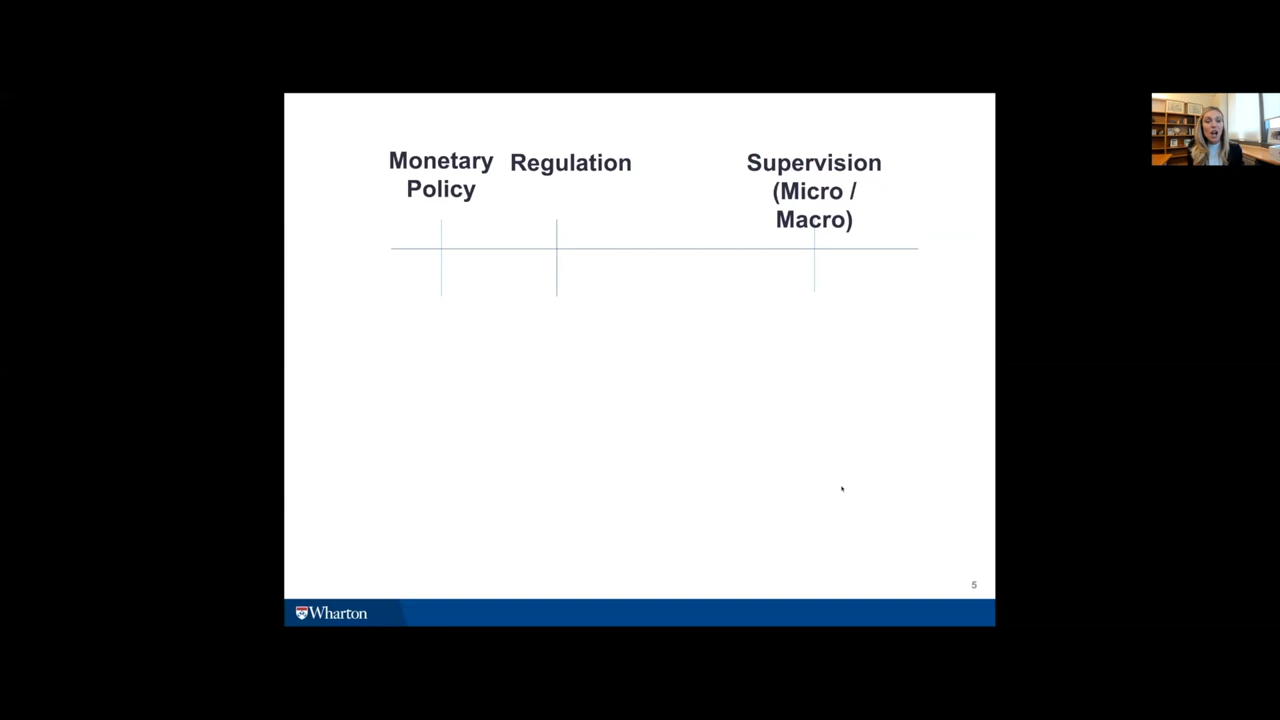 Monetary
Policy
Regulation
Supervision
(Micro /
Macro)
5
Wharton